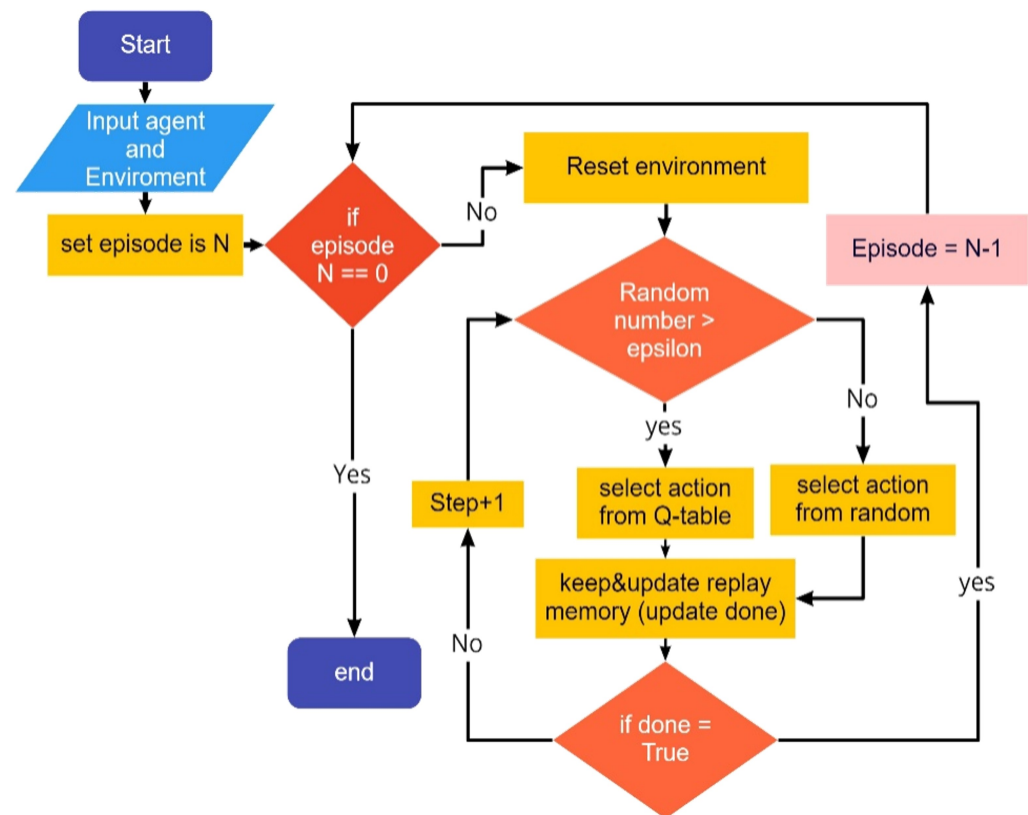 Start
Input agent
and
Enviroment
set episode is N
if
episode
N == 0
No
Reset environment
Episode = N-1
Random
number >
epsilon
No
yes
Yes
Step+1
select action
from Q-table
select action
from random
keep&update replay
memory (update done)
yes
No
end
if done =
True